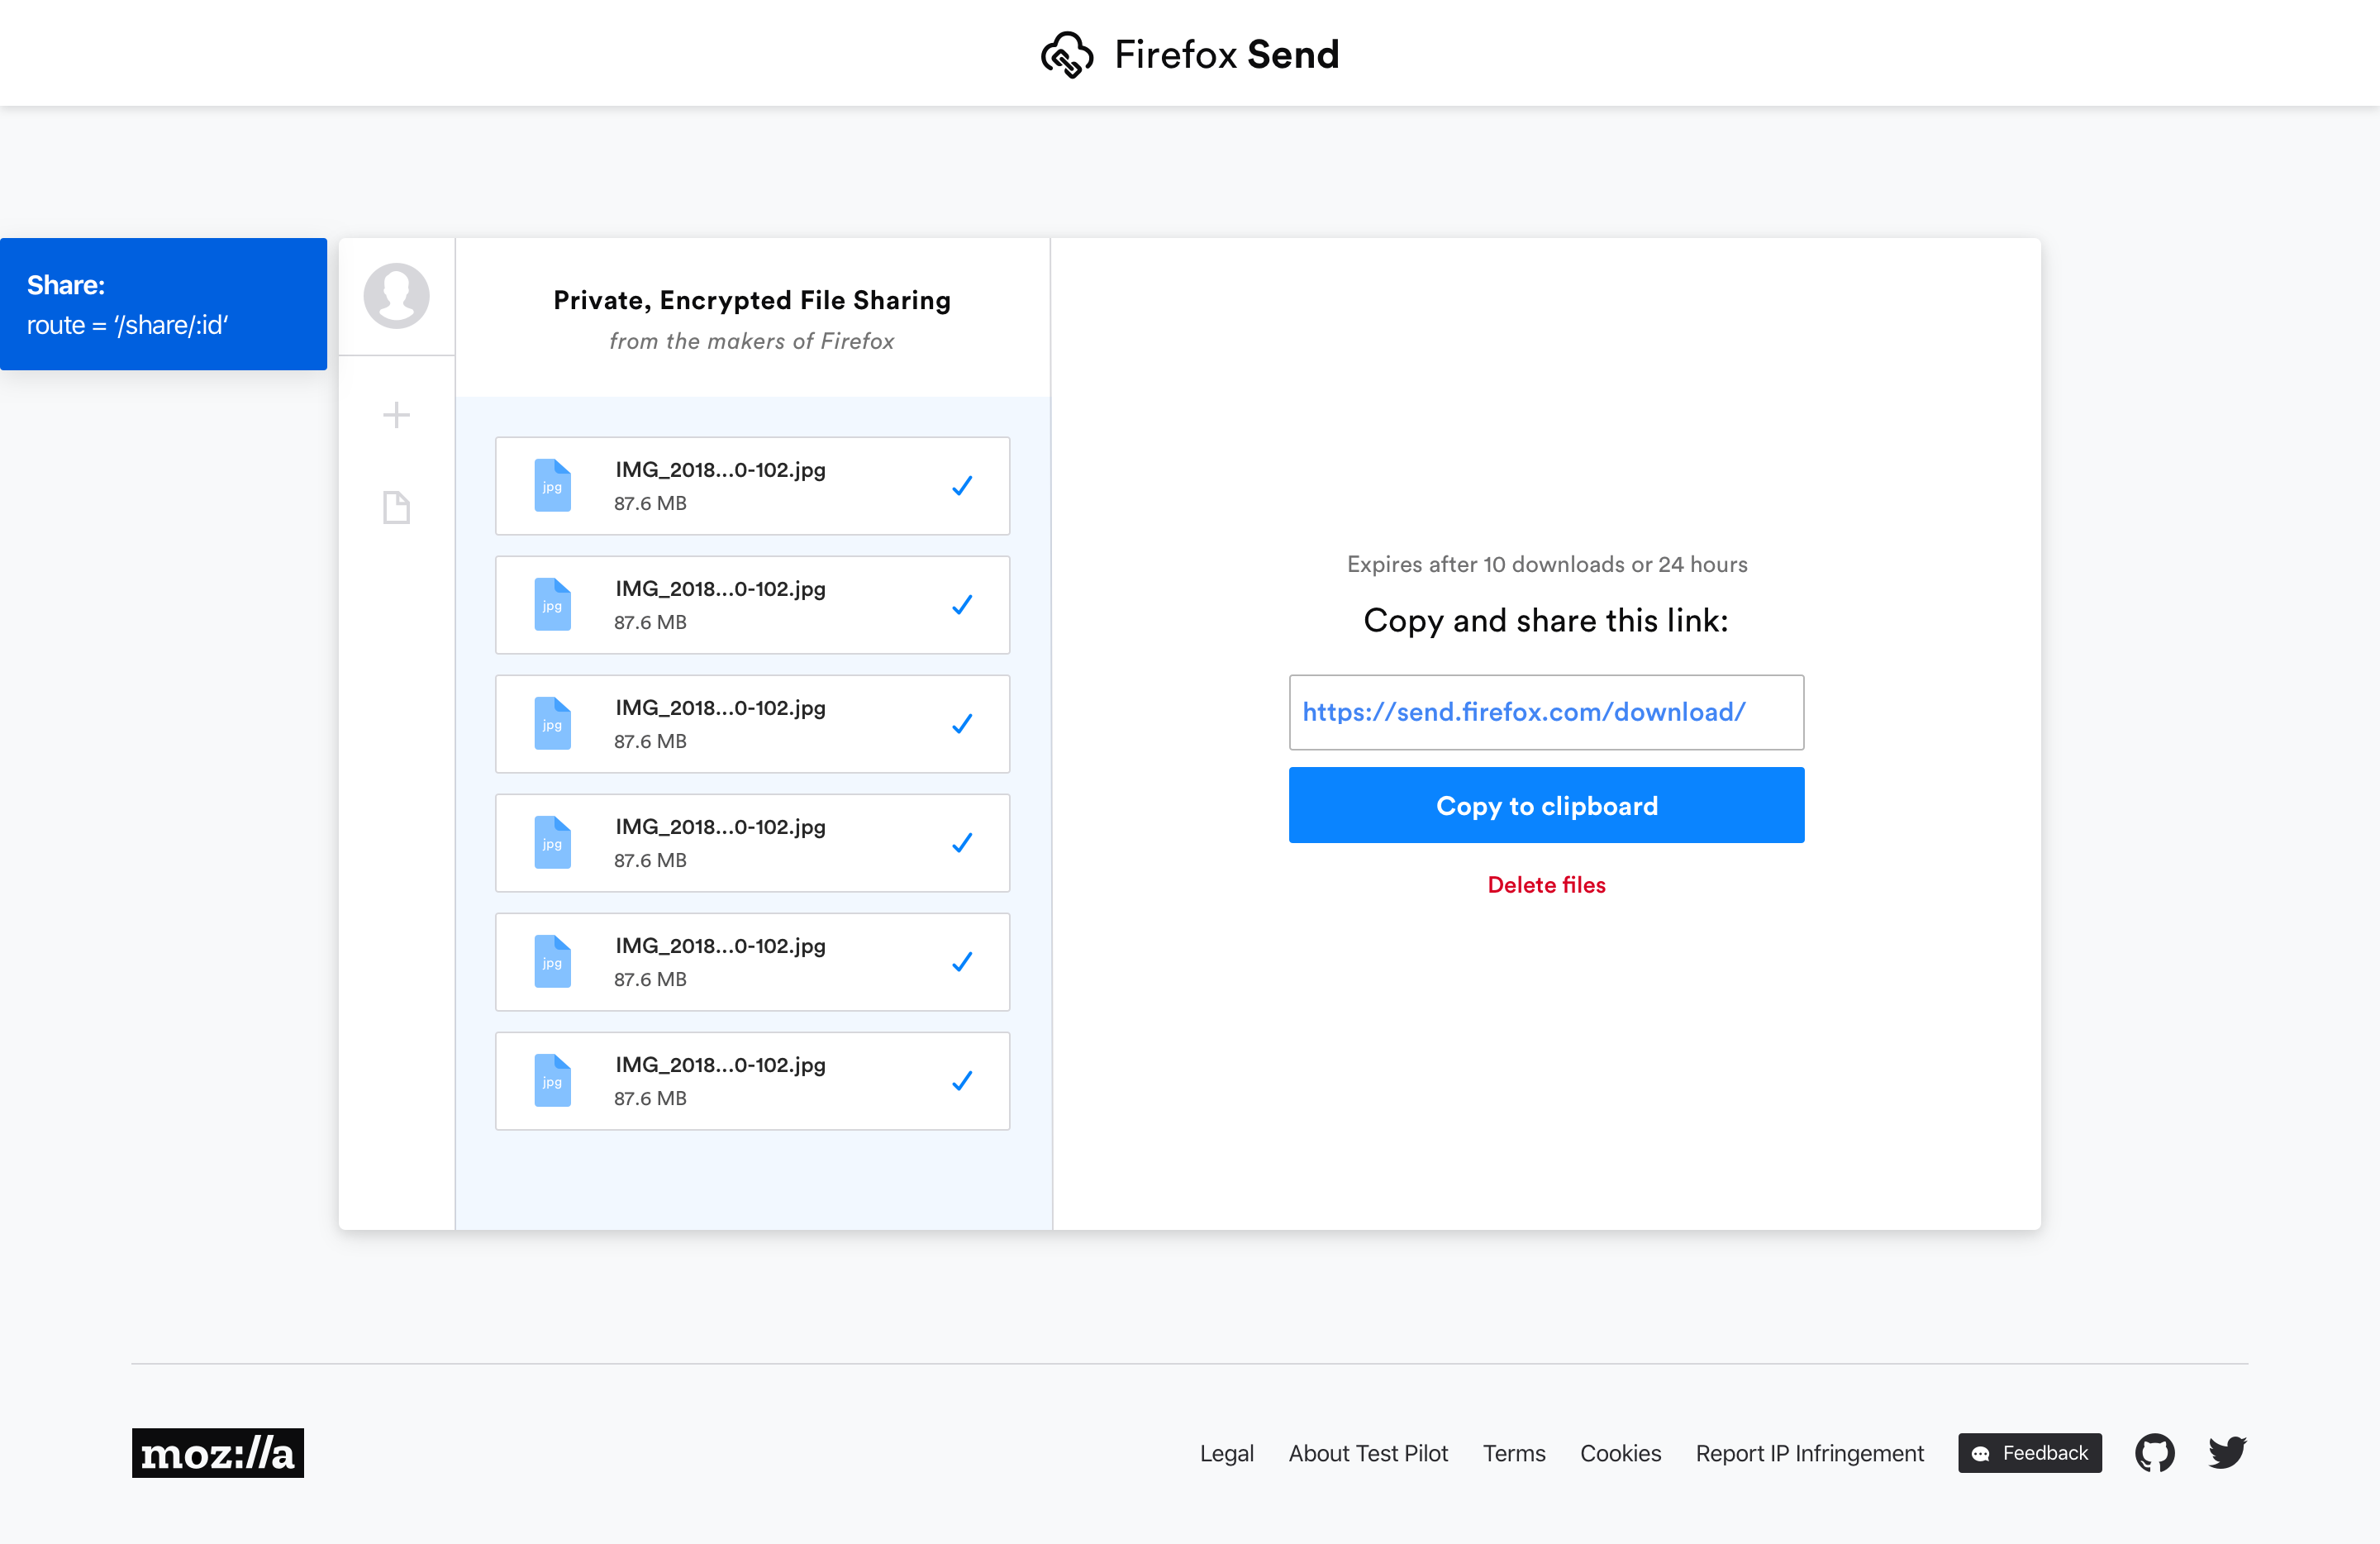 Firefox Send
Share:
route = ‘/share/:id‘
Private, Encrypted File Sharing
from the makers of Firefox
jpg
IMG_2018...0-102.jpg
87.6 MB
jpg
IMG_2018...0-102.jpg
87.6 MB
jpg
IMG_2018...0-102.jpg
87.6 MB
jpg
IMG_2018...0-102.jpg
87.6 MB
jpg
IMG_2018...0-102.jpg
87.6 MB
jpg
IMG_2018...0-102.jpg
87.6 MB
Expires after 10 downloads or 24 hours
Copy and share this link:
https://send.firefox.com/download/
Copy to clipboard
Delete files
moz://a
Legal About Test Pilot Terms Cookies Report IP Infringement Feedback